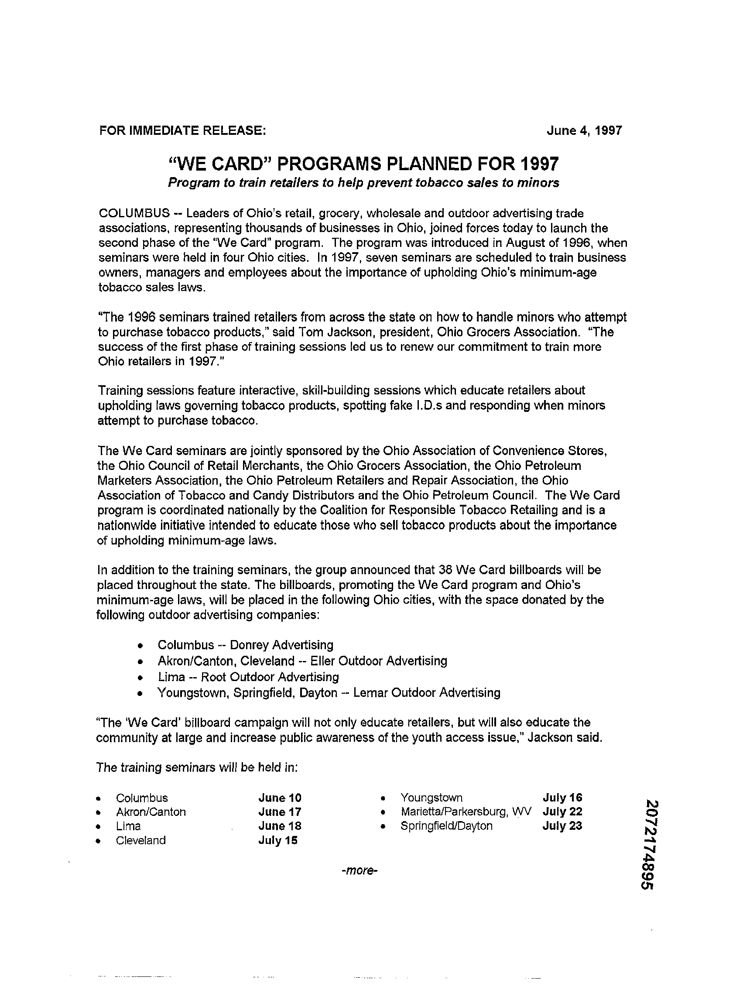 FOR IMMEDIATE RELEASE: June 4, 1997
“WE CARD” PROGRAMS PLANNED FOR 1997
Program to train retailers to help prevent tobacco sales to minors
COLUMBUS -- Leaders of Ohio's retail, grocery, wholesale and outdoor advertising trade
associations, representing thousands of businesses in Ohio, joined forces today to launch the
second phase of the "We Card" program. The program was introduced in August of 1996, when
seminars were held in four Ohio cities. In 1997, seven seminars are scheduled to train business
owners, managers and employees about the importance of upholding Ohio's minimum-age
tobacco sales laws.
"The 1996 seminars trained retailers from across the state on how to handle minors who attempt
to purchase tobacco products," said Tom Jackson, president, Ohio Grocers Association. "The
success of the first phase of training sessions led us to renew our commitment to train more
Ohio retailers in 1997."
Training sessions feature interactive, skill-building sessions which educate retailers about
upholding laws governing tobacco products, spotting fake I.D.s and responding when minors
attempt to purchase tobacco.
The We Card seminars are jointly sponsored by the Ohio Association of Convenience Stores,
the Ohio Council of Retail Merchants, the Ohio Grocers Association, the Ohio Petroleum
Marketers Association, the Ohio Petroleum Retailers and Repair Association, the Ohio
Association of Tobacco and Candy Distributors and the Ohio Petroleum Council. The We Card
program is coordinated nationally by the Coalition for Responsible Tobacco Retailing and is a
nationwide initiative intended to educate those who sell tobacco products about the importance
of upholding minimum-age laws.
In addition to the training seminars, the group announced that 38 We Card billboards will be
placed throughout the state. The billboards, promoting the We Card program and Ohio's
minimum-age laws, will be placed in the following Ohio cities, with the space donated by the
following outdoor advertising companies:
• Columbus -- Donrey Advertising
• Akron/Canton, Cleveland -- Eller Outdoor Advertising
• Lima -- Root Outdoor Advertising
• Youngstown, Springfield, Dayton -- Lemar Outdoor Advertising
"The 'We Card' billboard campaign will not only educate retailers, but will also educate the
community at large and increase public awareness of the youth access issue," Jackson said.
The training seminars will be held in:
• Columbus June 10 • Youngstown July 16
• Akron/Canton June 17 • Marietta/Parkersburg, WV July 22
• Lima June 18 • Springfield/Dayton July 23
• Cleveland July 15
-more-
2072174895